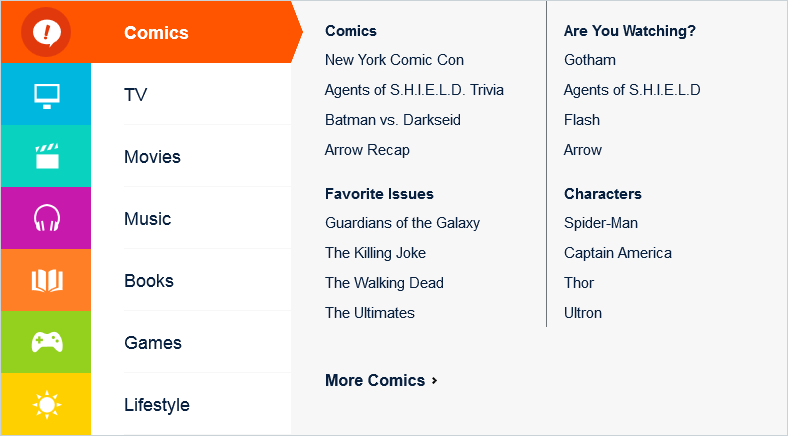 Comics
TV
Movies
Music
Books
Games
Lifestyle
Comics
New York Comic Con
Agents of S.H.I.E.L.D. Trivia
Batman vs. Darkseid
Arrow Recap
Favorite Issues
Guardians of the Galaxy
The Killing Joke
The Walking Dead
The Ultimates
More Comics ›
Are You Watching?
Gotham
Agents of S.H.I.E.L.D
Flash
Arrow
Characters
Spider-Man
Captain America
Thor
Ultron